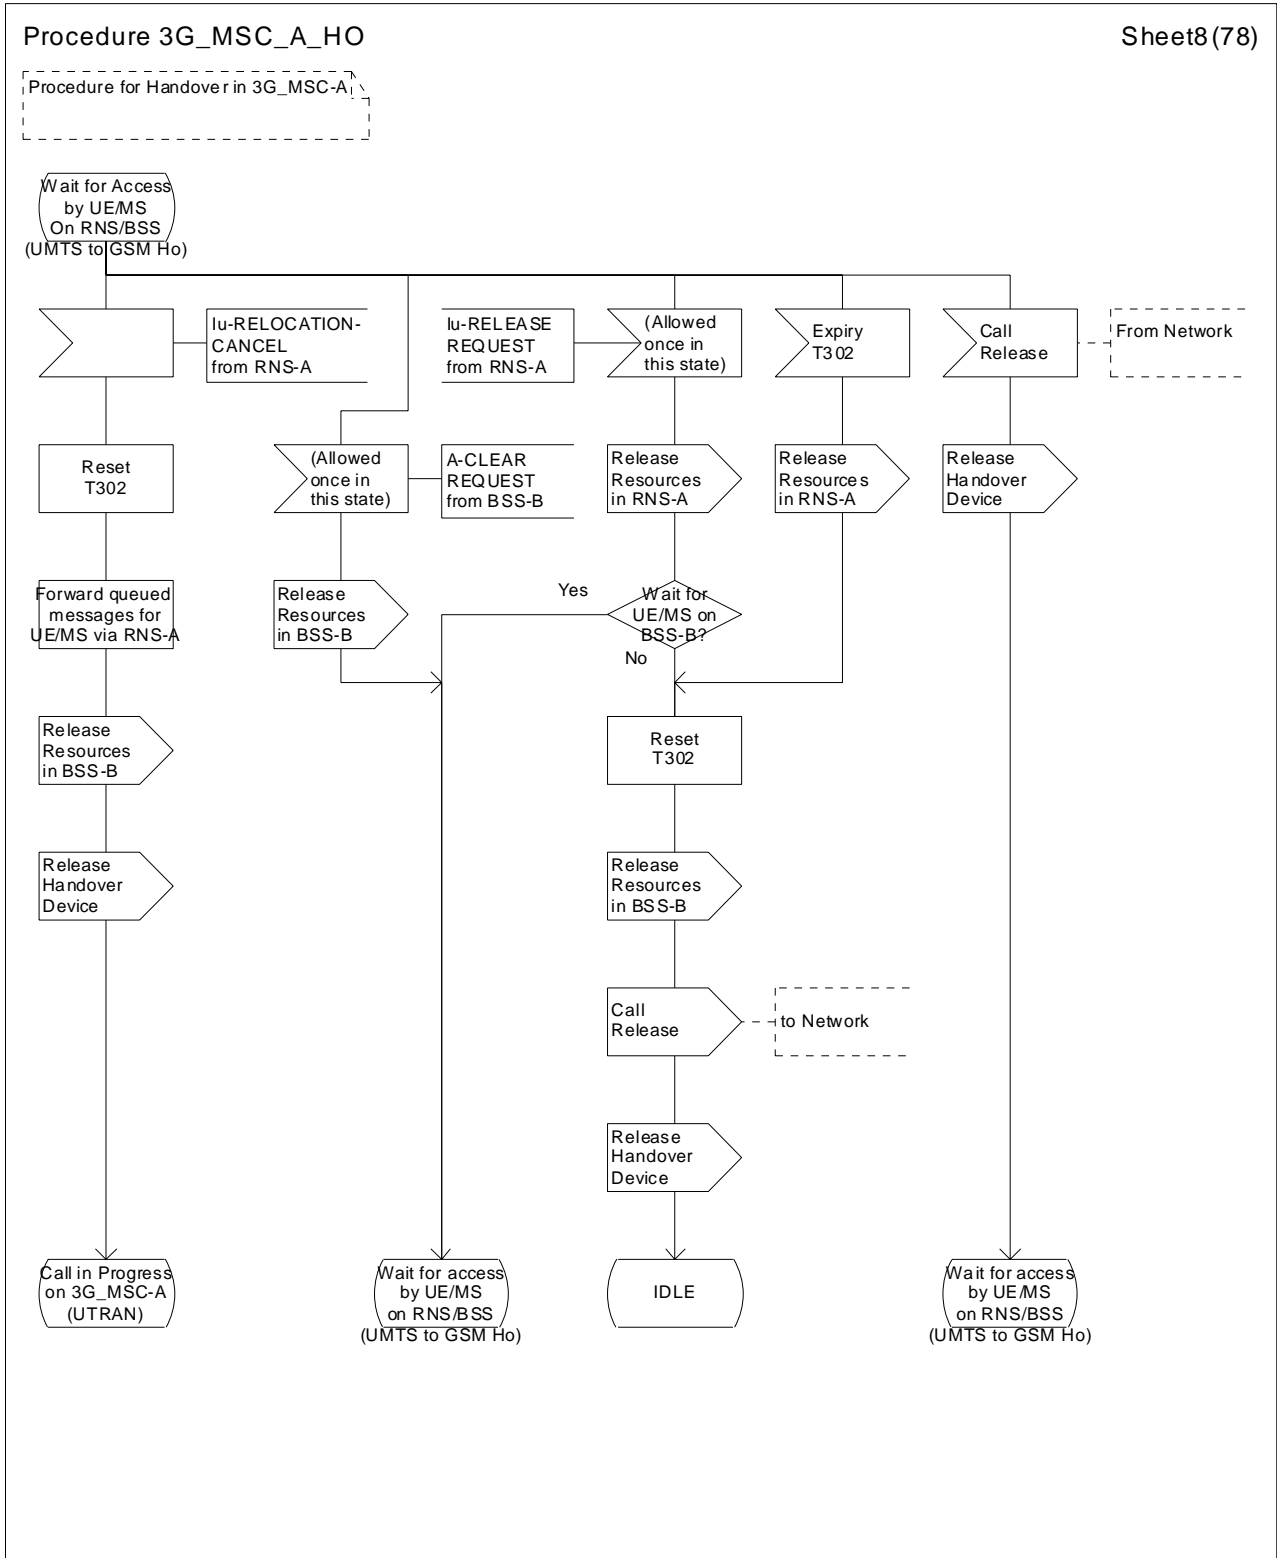 Procedure 3G_MSC_A_HO
Sheet8(78)
Procedure for Handover in 3G_MSC-A
Wait for Access
by UE/MS
On RNS/BSS
(UMTS to GSM Ho)
Iu-RELOCATION-
CANCEL
from RNS-A
Iu-RELEASE
REQUEST
from RNS-A
(Allowed
once in
this state)
Expiry
T302
Call
Release
From Network
Reset
T302
(Allowed
once in
this state)
A-CLEAR
REQUEST
from BSS-B
Release
Resources
in RNS-A
Release
Resources
in RNS-A
Release
Handover
Device
Forward queued
messages for
UE/MS via RNS-A
Release
Resources
in BSS-B
Yes
Wait for
UE/MS on
BSS-B?
No
Release
Resources
in BSS-B
Reset
T302
Release
Handover
Device
Release
Resources
in BSS-B
Call
Release
to Network
Release
Handover
Device
Call in Progress
on 3G_MSC-A
(UTRAN)
Wait for access
by UE/MS
on RNS/BSS
(UMTS to GSM Ho)
IDLE
Wait for access
by UE/MS
on RNS/BSS
(UMTS to GSM Ho)